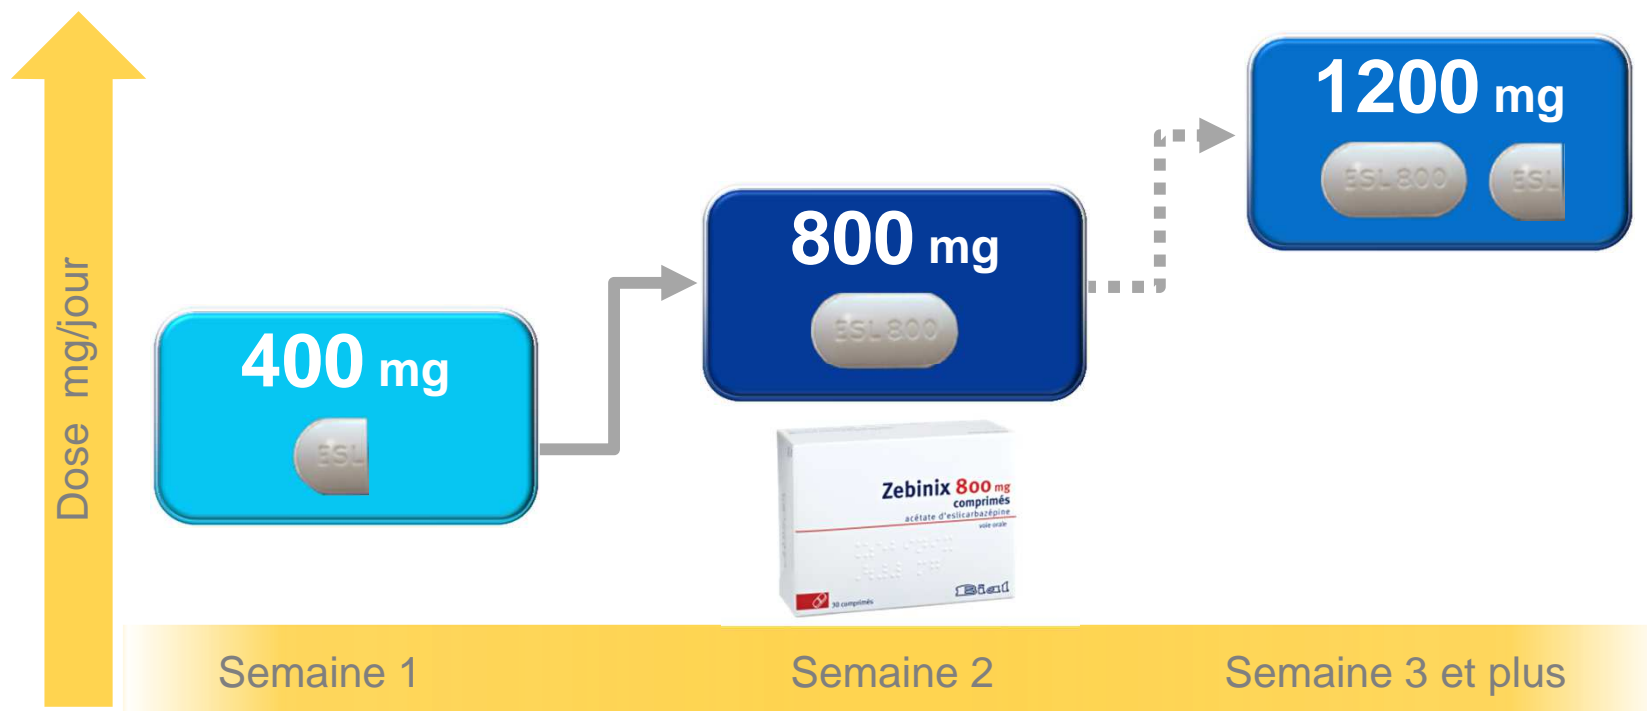 Dose mg/jour
400 mg
ESL
800 mg
ESL 800
1200 mg
ESL 800
ESL
Zebinix 800 mg
comprimés
acétate d'eslicarbazépine
voie orale
30 comprimés
Bial
Semaine 1
Semaine 2
Semaine 3 et plus